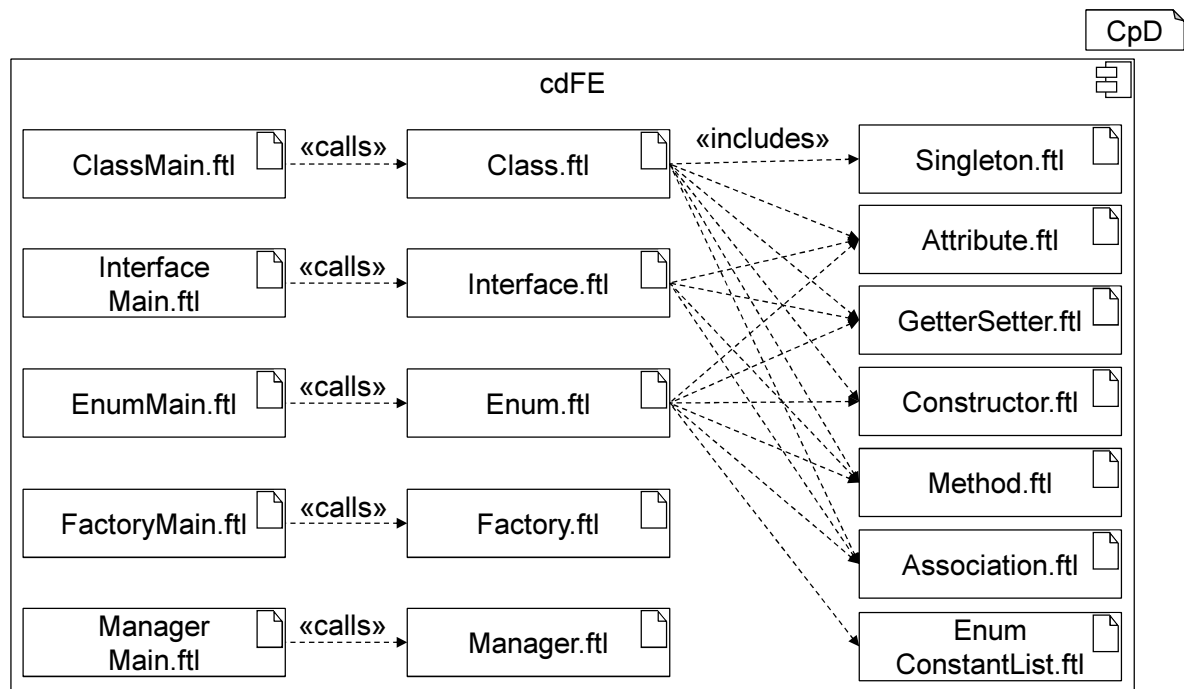 CpD
cdFE
ClassMain.ftl
«calls»
Class.ftl
«includes»
Singleton.ftl
Attribute.ftl
Interface
Main.ftl
«calls»
Interface.ftl
GetterSetter.ftl
EnumMain.ftl
«calls»
Enum.ftl
Constructor.ftl
Method.ftl
FactoryMain.ftl
«calls»
Factory.ftl
Association.ftl
Manager
Main.ftl
«calls»
Manager.ftl
Enum
ConstantList.ftl